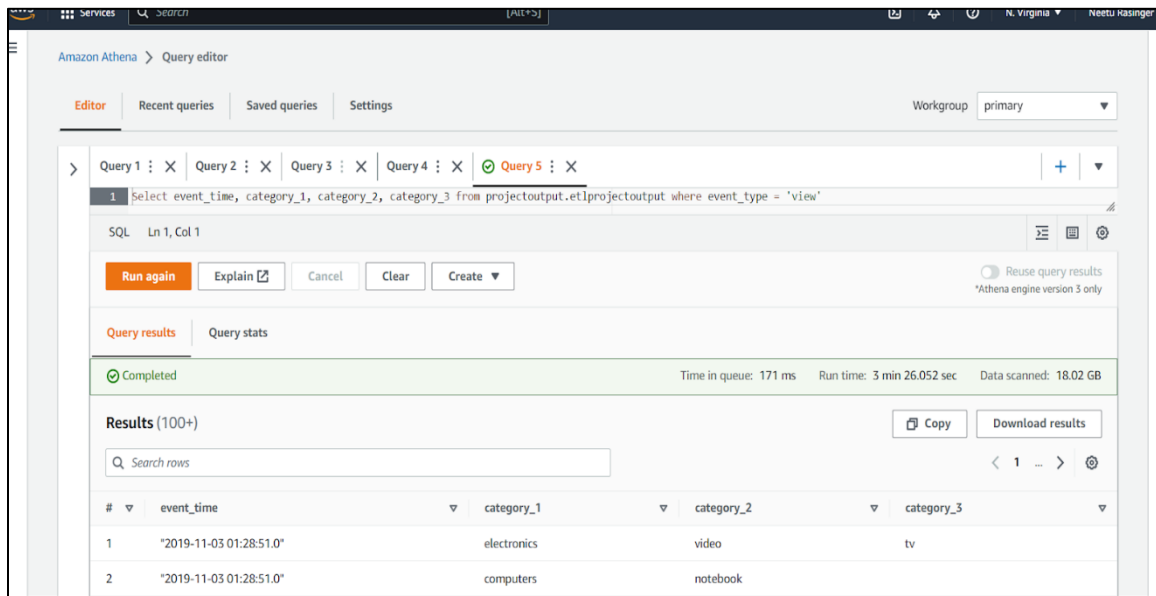 aws Services Search [Alt+S] N. Virginia ▼ Neetu Rasinger
Amazon Athena > Query editor
Editor Recent queries Saved queries Settings Workgroup primary ▼
Query 1 Query 2 Query 3 Query 4 Query 5 + ▼
1 Select event_time, category_1, category_2, category_3 from projectoutput.etlprojectoutput where event_type = 'view'
SQL Ln 1, Col 1
Run again Explain Cancel Clear Create ▼ Reuse query results
*Athena engine version 3 only
Query results Query stats
Completed Time in queue: 171 ms Run time: 3 min 26.052 sec Data scanned: 18.02 GB
Results (100+) Copy Download results
Search rows < 1 ... >
# event_time category_1 category_2 category_3
1 "2019-11-03 01:28:51.0" electronics video tv
2 "2019-11-03 01:28:51.0" computers notebook